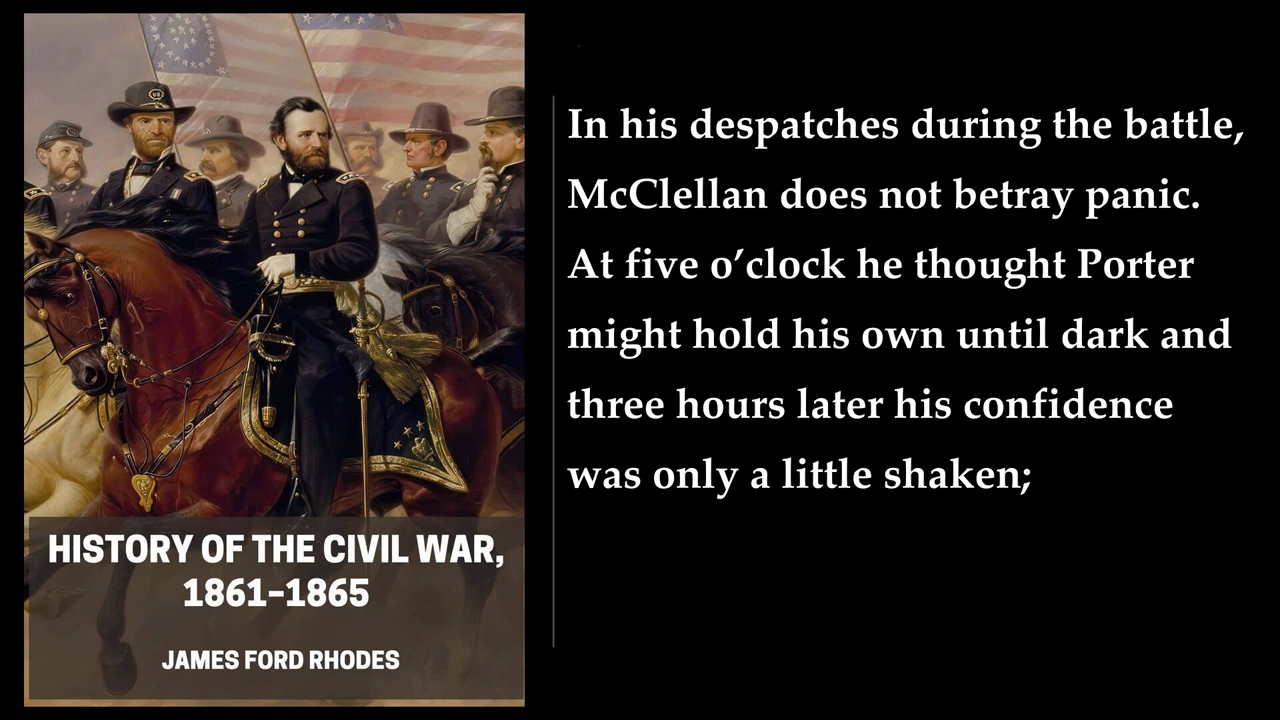 HISTORY OF THE CIVIL WAR,
1861–1865
JAMES FORD RHODES
In his despatches during the battle,
McClellan does not betray panic.
At five o’clock he thought Porter
might hold his own until dark and
three hours later his confidence
was only a little shaken;